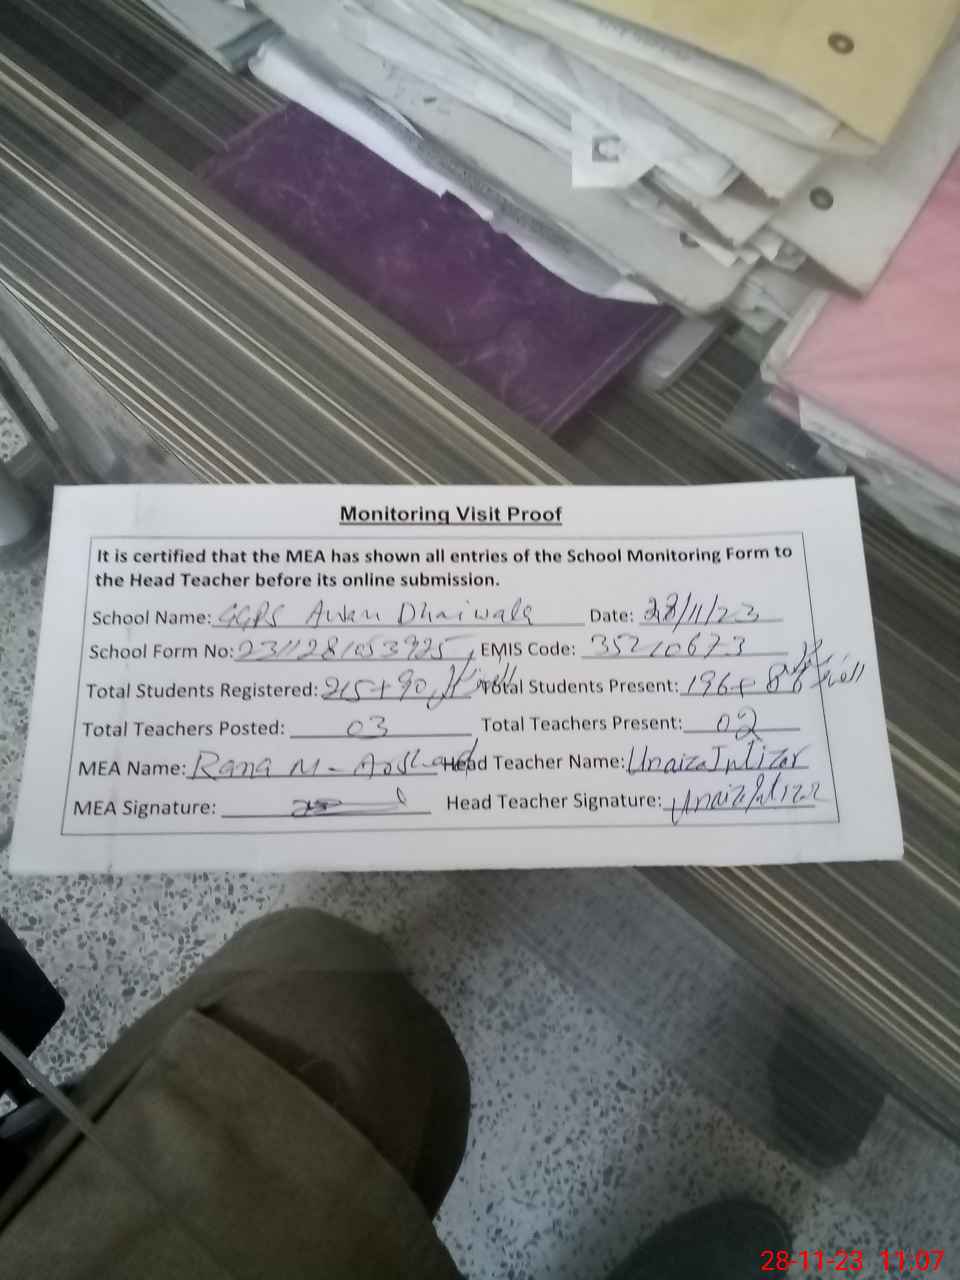 Monitoring Visit Proof
It is certified that the MEA has shown all entries of the School Monitoring Form to
the Head Teacher before its online submission.
School Name: GGPS Awan Dhaiwala Date: 28/11/23
School Form No: EMIS Code: 35210673
Total Students Registered: 215+90 Total Students Present: 196+88
Total Teachers Posted: 03 Total Teachers Present: 02
MEA Name: Rana M- Arshad Head Teacher Name: Unaiza Intizar
MEA Signature: Head Teacher Signature: Unaiza Intizar
28-11-23 11:07